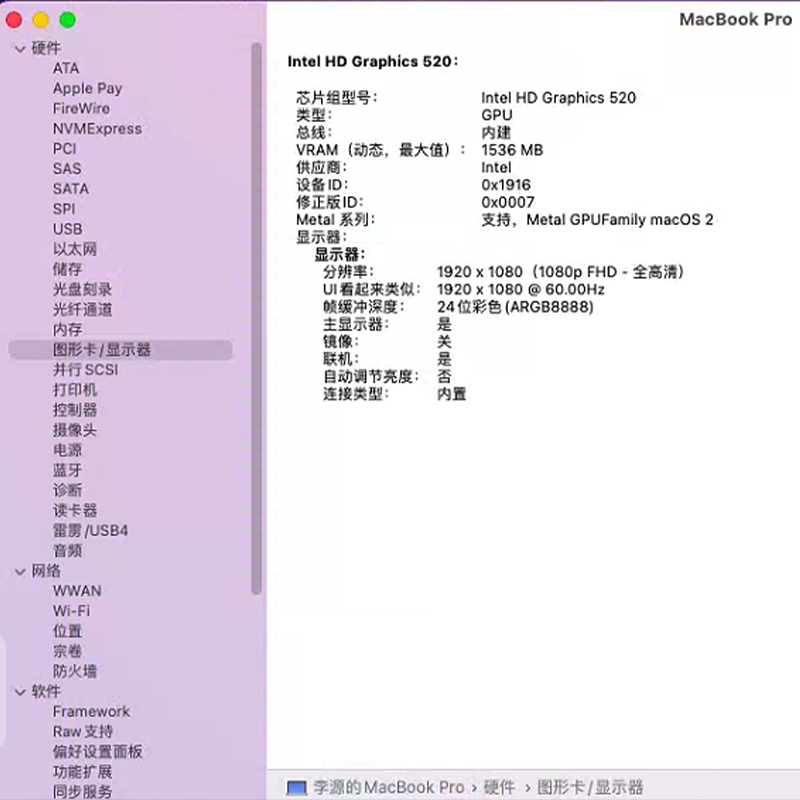 MacBook Pro
硬件
ATA
Apple Pay
FireWire
NVMExpress
PCI
SAS
SATA
SPI
USB
以太网
储存
光盘刻录
光纤通道
内存
图形卡/显示器
并行 SCSI
打印机
控制器
摄像头
电源
蓝牙
诊断
读卡器
雷雳/USB4
音频
网络
WWAN
Wi-Fi
位置
宗卷
防火墙
软件
Framework
Raw 支持
偏好设置面板
功能扩展
同步服务
Intel HD Graphics 520：
芯片组型号： Intel HD Graphics 520
类型： GPU
总线： 内建
VRAM（动态，最大值）： 1536 MB
供应商： Intel
设备 ID： 0x1916
修正版 ID： 0x0007
Metal 系列： 支持，Metal GPUFamily macOS 2
显示器：
显示器：
分辨率： 1920 x 1080（1080p FHD - 全高清）
UI 看起来类似： 1920 x 1080 @ 60.00Hz
帧缓冲深度： 24 位彩色 (ARGB8888)
主显示器： 是
镜像： 关
联机： 是
自动调节亮度： 否
连接类型： 内置
李源的MacBook Pro › 硬件 › 图形卡/显示器